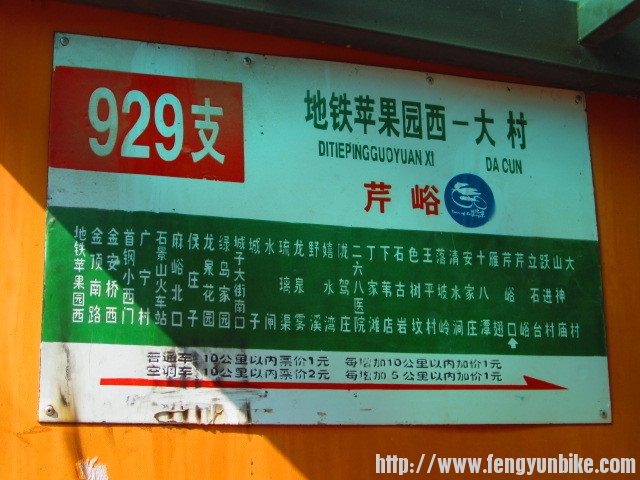 929支
地铁苹果园西－大村
DITIEPINGGUOYUAN XI DA CUN
芹峪
地铁苹果园西
金顶南路
金安桥西
首钢小西门
广宁村
石景山火车站
麻峪北口
侯庄子
龙泉花园
绿岛家园
城子大街南口
城子
水闸
琉璃渠
龙泉雾
野溪
嬉水湾
陇驾庄
二六八医院
丁家滩
下苇店
石古岩
色树坟
王平村
落坡岭
清水涧
安家庄
十八潭
雁翅
芹峪口
芹峪
立石台
跃进村
山神庙
大村
普通车：10公里以内票价1元 每增加10公里以内加价1元
空调车：10公里以内票价2元 每增加5公里以内加价1元
http://www.fengyunbike.com/